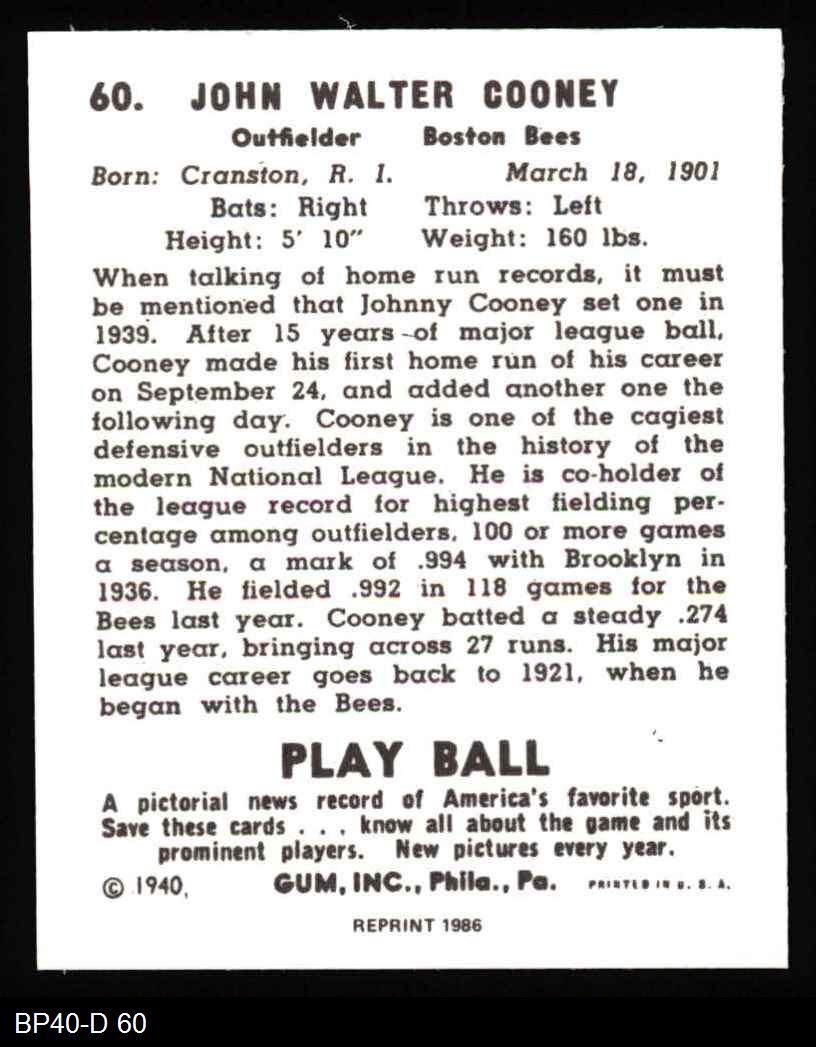 60. JOHN WALTER COONEY
Outfielder Boston Bees
Born: Cranston, R. I. March 18, 1901
Bats: Right Throws: Left
Height: 5' 10" Weight: 160 lbs.
When talking of home run records, it must
be mentioned that Johnny Cooney set one in
1939. After 15 years of major league ball,
Cooney made his first home run of his career
on September 24, and added another one the
following day. Cooney is one of the cagiest
defensive outfielders in the history of the
modern National League. He is co-holder of
the league record for highest fielding per-
centage among outfielders, 100 or more games
a season, a mark of .994 with Brooklyn in
1936. He fielded .992 in 118 games for the
Bees last year. Cooney batted a steady .274
last year, bringing across 27 runs. His major
league career goes back to 1921, when he
began with the Bees.
PLAY BALL
A pictorial news record of America's favorite sport.
Save these cards . . . know all about the game and its
prominent players. New pictures every year.
© 1940, GUM, INC., Phila., Pa. PRINTED IN U. S. A.
REPRINT 1986
BP40-D 60